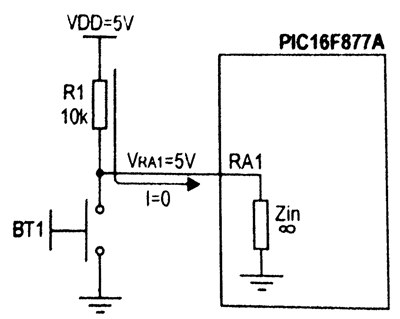 VDD=5V
PIC16F877A
R1
10k
VRA1=5V
RA1
I=0
Zin
∞
BT1